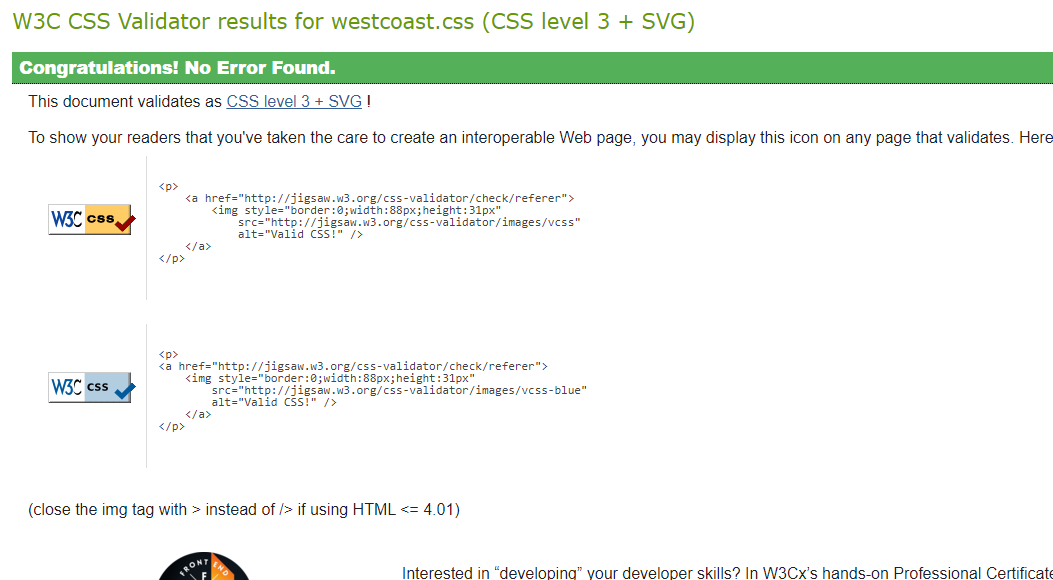 W3C CSS Validator results for westcoast.css (CSS level 3 + SVG)
Congratulations! No Error Found.
This document validates as CSS level 3 + SVG !
To show your readers that you've taken the care to create an interoperable Web page, you may display this icon on any page that validates. Here
<p>
<a href="http://jigsaw.w3.org/css-validator/check/referer">
<img style="border:0;width:88px;height:31px"
W3C css
src="http://jigsaw.w3.org/css-validator/images/vcss"
alt="Valid CSS!" />
</a>
</p>
<p>
<a href="http://jigsaw.w3.org/css-validator/check/referer">
<img style="border:0;width:88px;height:31px"
W3C css
src="http://jigsaw.w3.org/css-validator/images/vcss-blue"
alt="Valid CSS!" />
</a>
</p>
(close the img tag with > instead of /> if using HTML <= 4.01)
FRONT END
F
Interested in “developing” your developer skills? In W3Cx’s hands-on Professional Certificate